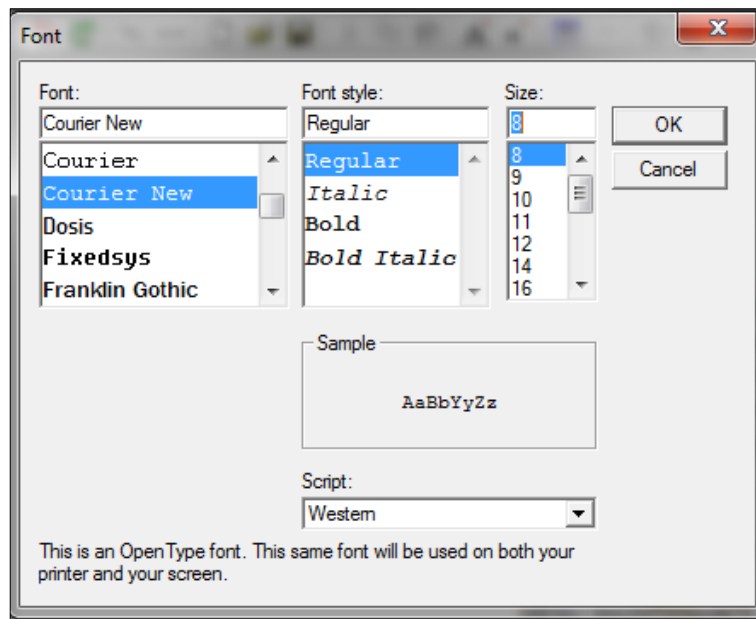 Font
Font:
Courier New
Courier
Courier New
Dosis
Fixedsys
Franklin Gothic
Font style:
Regular
Regular
Italic
Bold
Bold Italic
Size:
8
8
9
10
11
12
14
16
OK
Cancel
Sample
AaBbYyZz
Script:
Western
This is an OpenType font. This same font will be used on both your
printer and your screen.